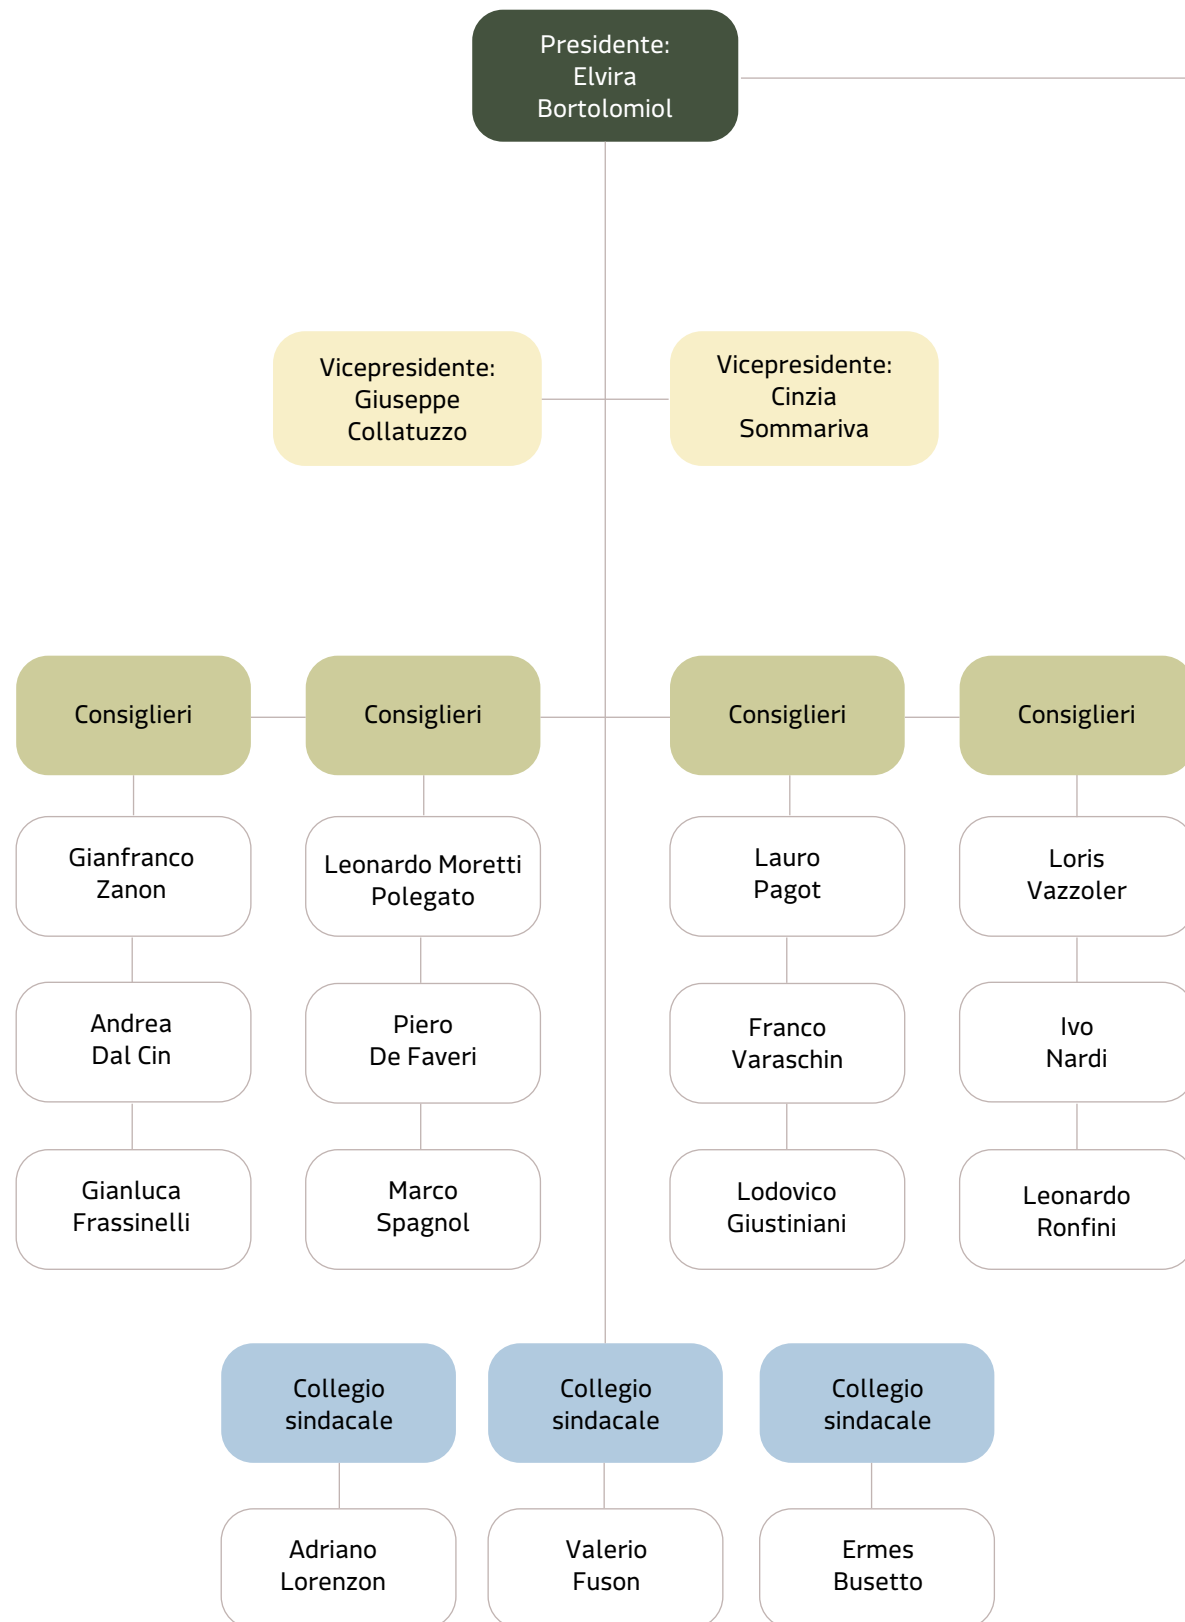 Presidente:
Elvira
Bortolomiol
Vicepresidente:
Giuseppe
Collatuzzo
Vicepresidente:
Cinzia
Sommariva
Consiglieri
Consiglieri
Consiglieri
Consiglieri
Gianfranco
Zanon
Leonardo Moretti
Polegato
Lauro
Pagot
Loris
Vazzoler
Andrea
Dal Cin
Piero
De Faveri
Franco
Varaschin
Ivo
Nardi
Gianluca
Frassinelli
Marco
Spagnol
Lodovico
Giustiniani
Leonardo
Ronfini
Collegio
sindacale
Collegio
sindacale
Collegio
sindacale
Adriano
Lorenzon
Valerio
Fuson
Ermes
Busetto